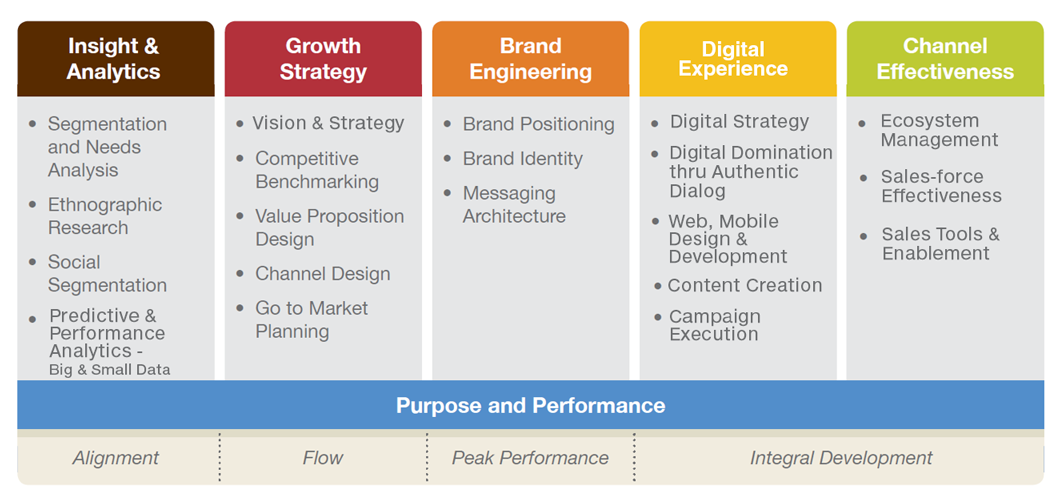 Insight &
Analytics
Segmentation
and Needs
Analysis
Ethnographic
Research
Social
Segmentation
Predictive &
Performance
Analytics -
Big & Small Data
Growth
Strategy
Vision & Strategy
Competitive
Benchmarking
Value Proposition
Design
Channel Design
Go to Market
Planning
Brand
Engineering
Brand Positioning
Brand Identity
Messaging
Architecture
Digital
Experience
Digital Strategy
Digital Domination
thru Authentic
Dialog
Web, Mobile
Design &
Development
Content Creation
Campaign
Execution
Channel
Effectiveness
Ecosystem
Management
Sales-force
Effectiveness
Sales Tools &
Enablement
Purpose and Performance
Alignment
Flow
Peak Performance
Integral Development